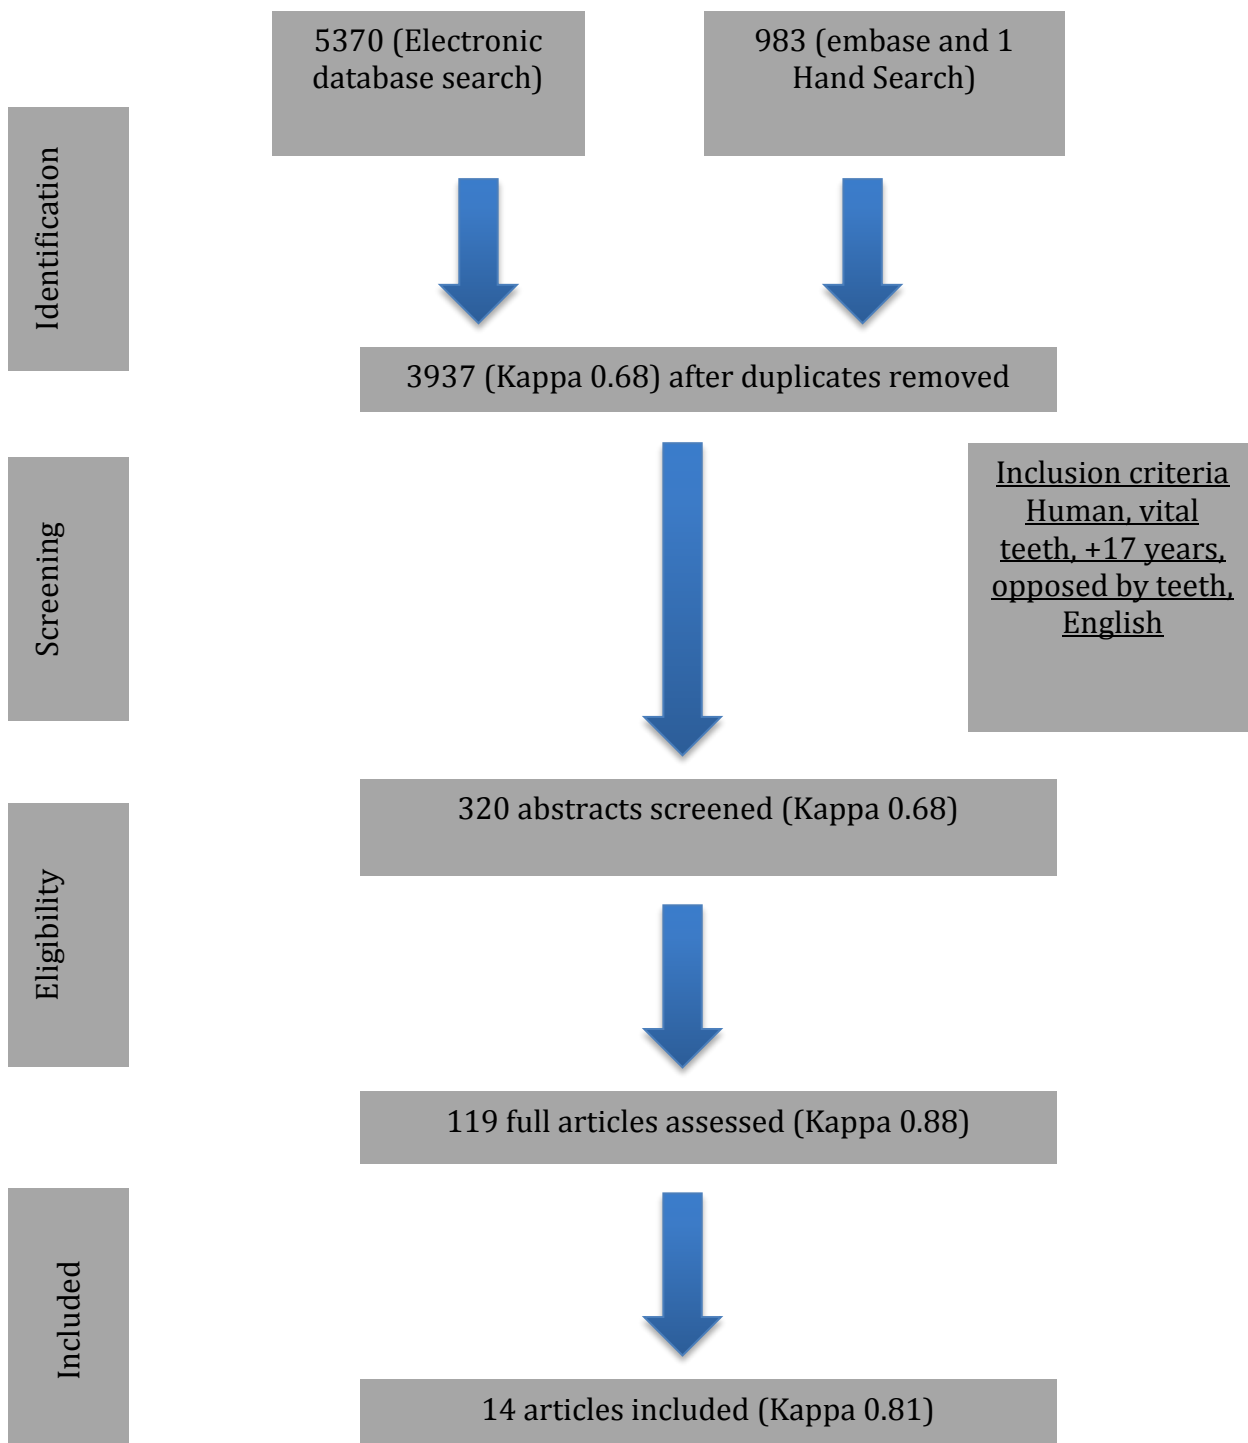 5370 (Electronic
database search)
983 (embase and 1
Hand Search)
Identification
3937 (Kappa 0.68) after duplicates removed
Screening
Inclusion criteria
Human, vital
teeth, +17 years,
opposed by teeth,
English
320 abstracts screened (Kappa 0.68)
Eligibility
119 full articles assessed (Kappa 0.88)
Included
14 articles included (Kappa 0.81)